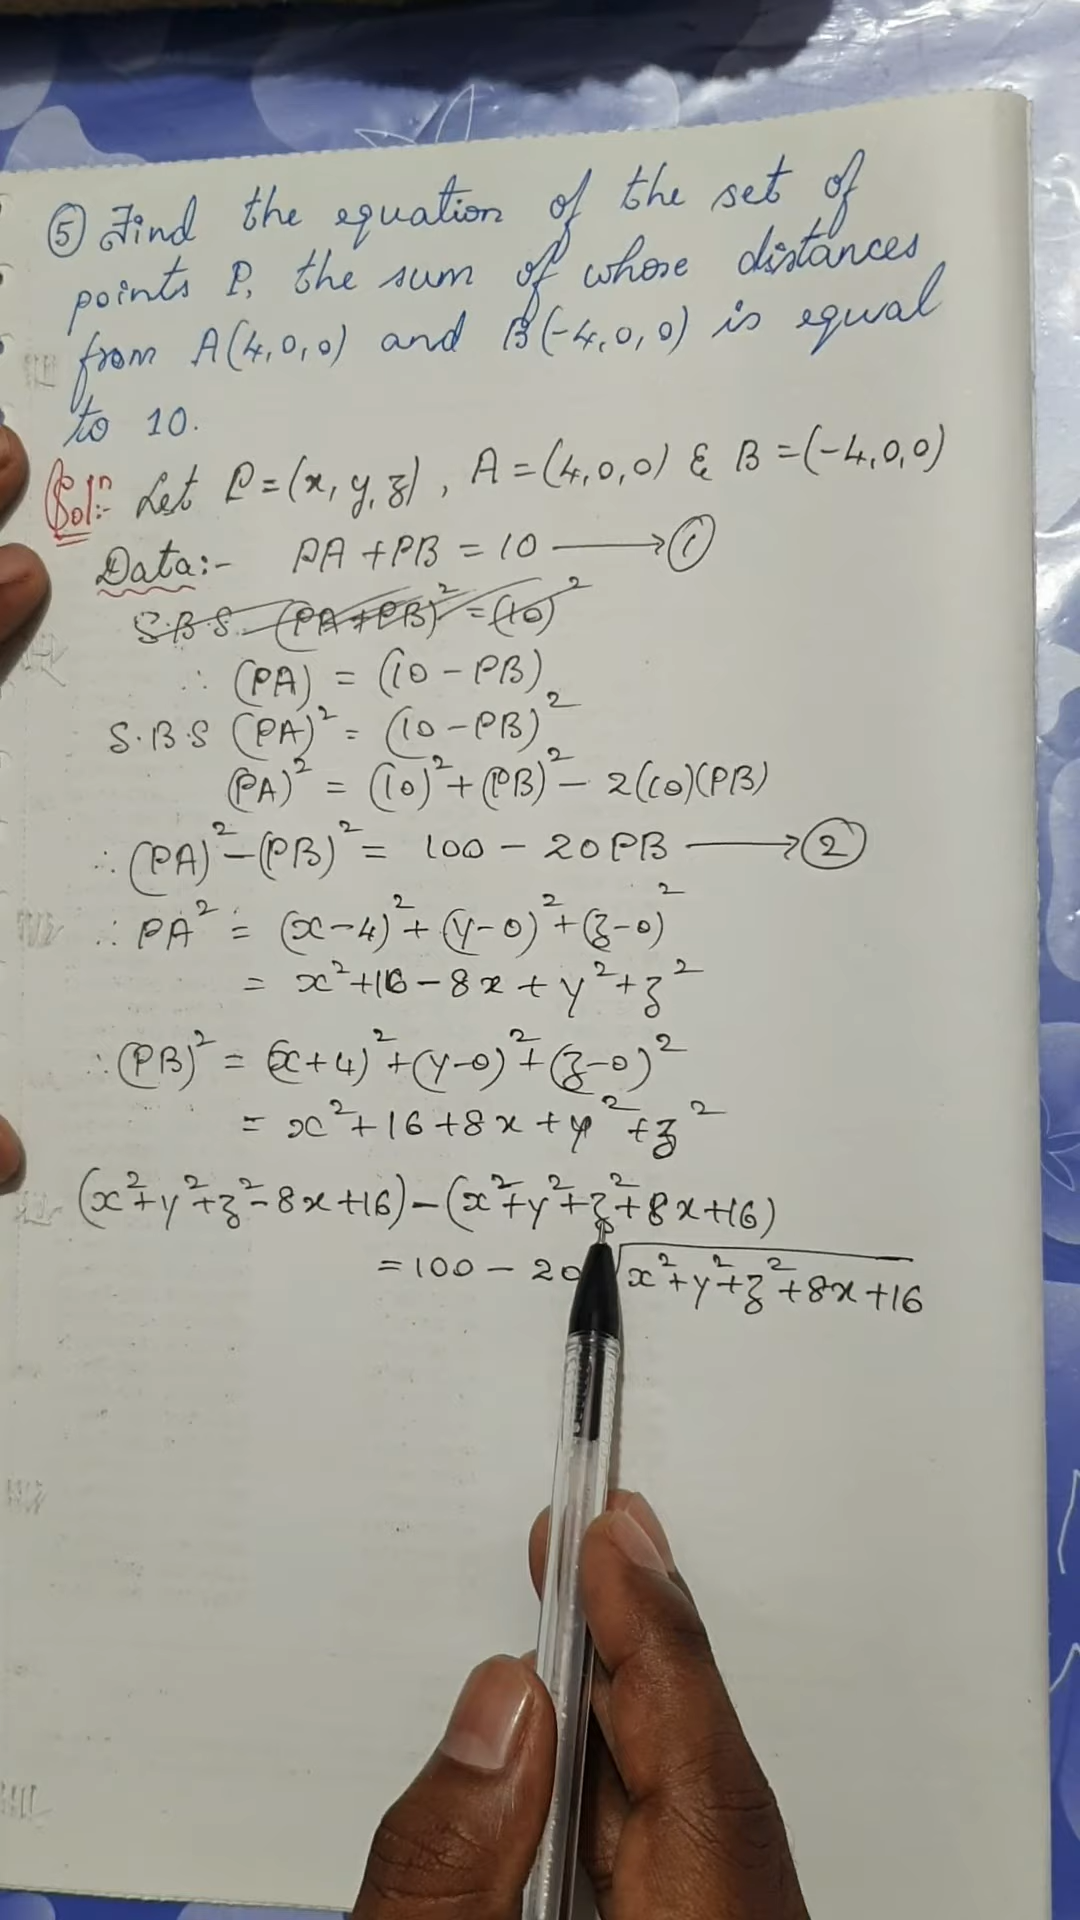 ⑤ Find the equation of the set of
points P, the sum of whose distances
from A(4,0,0) and B(-4,0,0) is equal
to 10.
Solⁿ:- Let P=(x, y, z), A=(4,0,0) & B=(-4,0,0)
Data:- PA+PB = 10 ⟶ ①
S.B.S (PA+PB)² = (10)²
∴ (PA) = (10 - PB)
S.B.S (PA)² = (10 - PB)²
(PA)² = (10)² + (PB)² - 2(10)(PB)
∴ (PA)² - (PB)² = 100 - 20PB ⟶ ②
∴ PA² = (x-4)² + (y-0)² + (z-0)²
= x²+16-8x+y²+z²
∴ (PB)² = (x+4)² + (y-0)² + (z-0)²
= x²+16+8x+y²+z²
(x²+y²+z²-8x+16) - (x²+y²+z²+8x+16)
= 100 - 20 √x²+y²+z²+8x+16